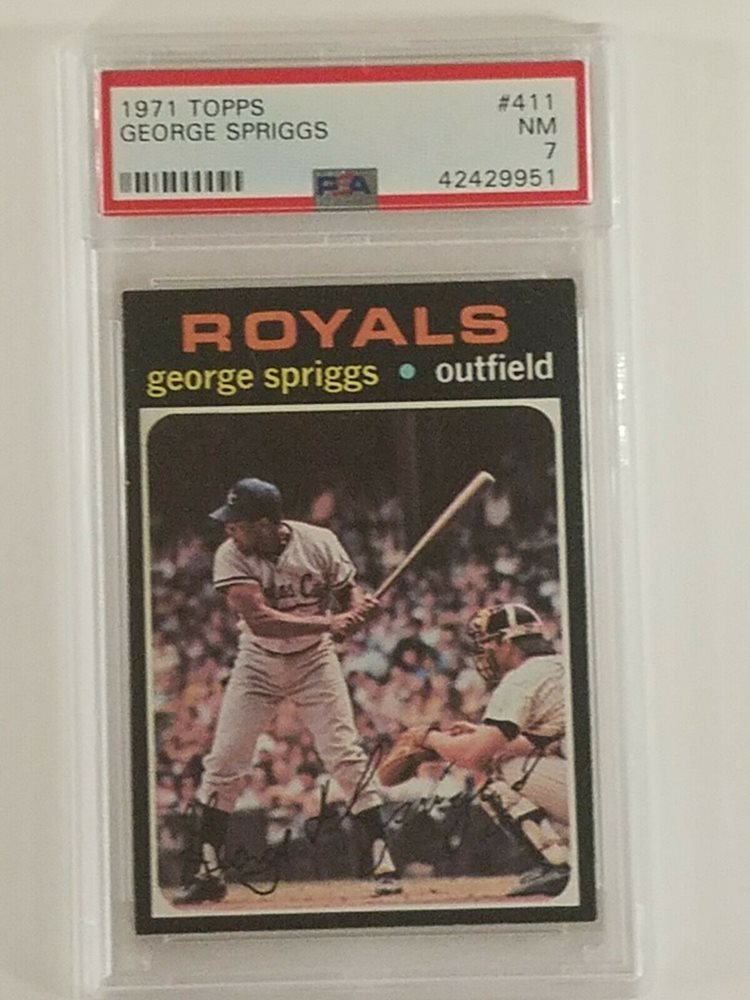 1971 TOPPS #411
GEORGE SPRIGGS NM
7
PSA 42429951
ROYALS
george spriggs • outfield